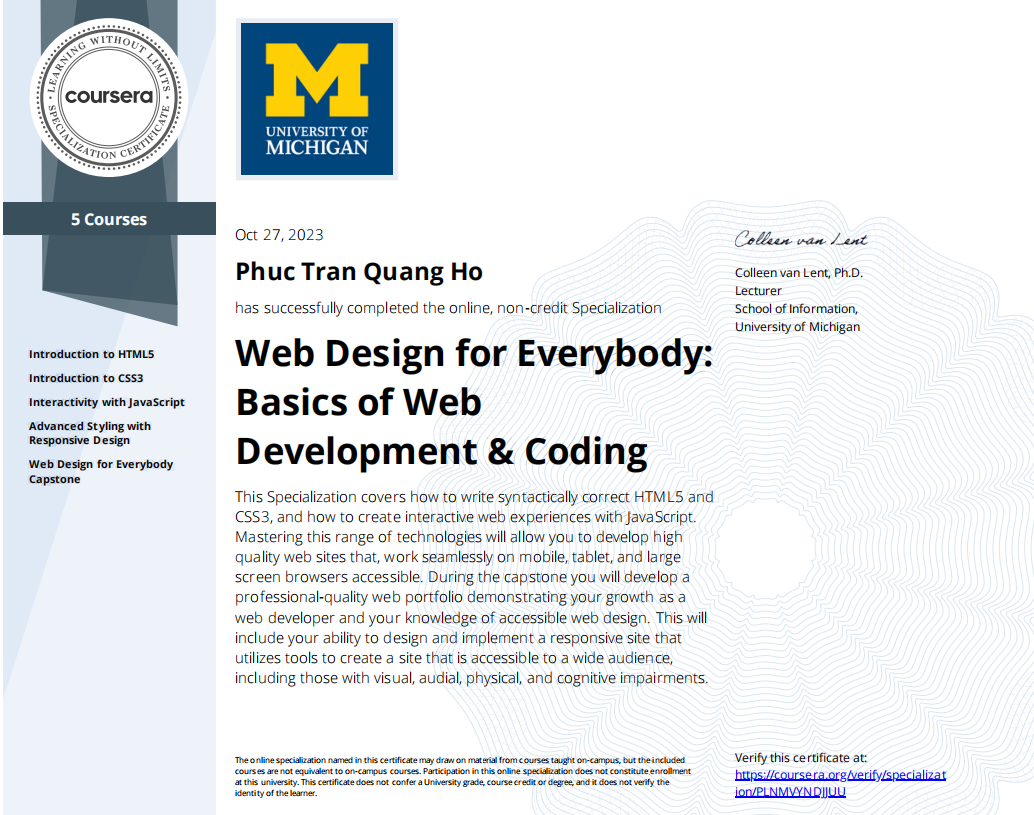 LEARNING WITHOUT LIMITS
coursera
SPECIALIZATION CERTIFICATE
5 Courses
Introduction to HTML5
Introduction to CSS3
Interactivity with JavaScript
Advanced Styling with
Responsive Design
Web Design for Everybody
Capstone
M
UNIVERSITY OF
MICHIGAN
Oct 27, 2023
Phuc Tran Quang Ho
has successfully completed the online, non-credit Specialization
Web Design for Everybody:
Basics of Web
Development & Coding
This Specialization covers how to write syntactically correct HTML5 and
CSS3, and how to create interactive web experiences with JavaScript.
Mastering this range of technologies will allow you to develop high
quality web sites that, work seamlessly on mobile, tablet, and large
screen browsers accessible. During the capstone you will develop a
professional-quality web portfolio demonstrating your growth as a
web developer and your knowledge of accessible web design. This will
include your ability to design and implement a responsive site that
utilizes tools to create a site that is accessible to a wide audience,
including those with visual, audial, physical, and cognitive impairments.
Colleen van Lent
Colleen van Lent, Ph.D.
Lecturer
School of Information,
University of Michigan
The online specialization named in this certificate may draw on material from courses taught on-campus, but the included
courses are not equivalent to on-campus courses. Participation in this online specialization does not constitute enrollment
at this university. This certificate does not confer a University grade, course credit or degree, and it does not verify the
identity of the learner.
Verify this certificate at:
https://coursera.org/verify/specializat
ion/PLNMVYNDJJUU